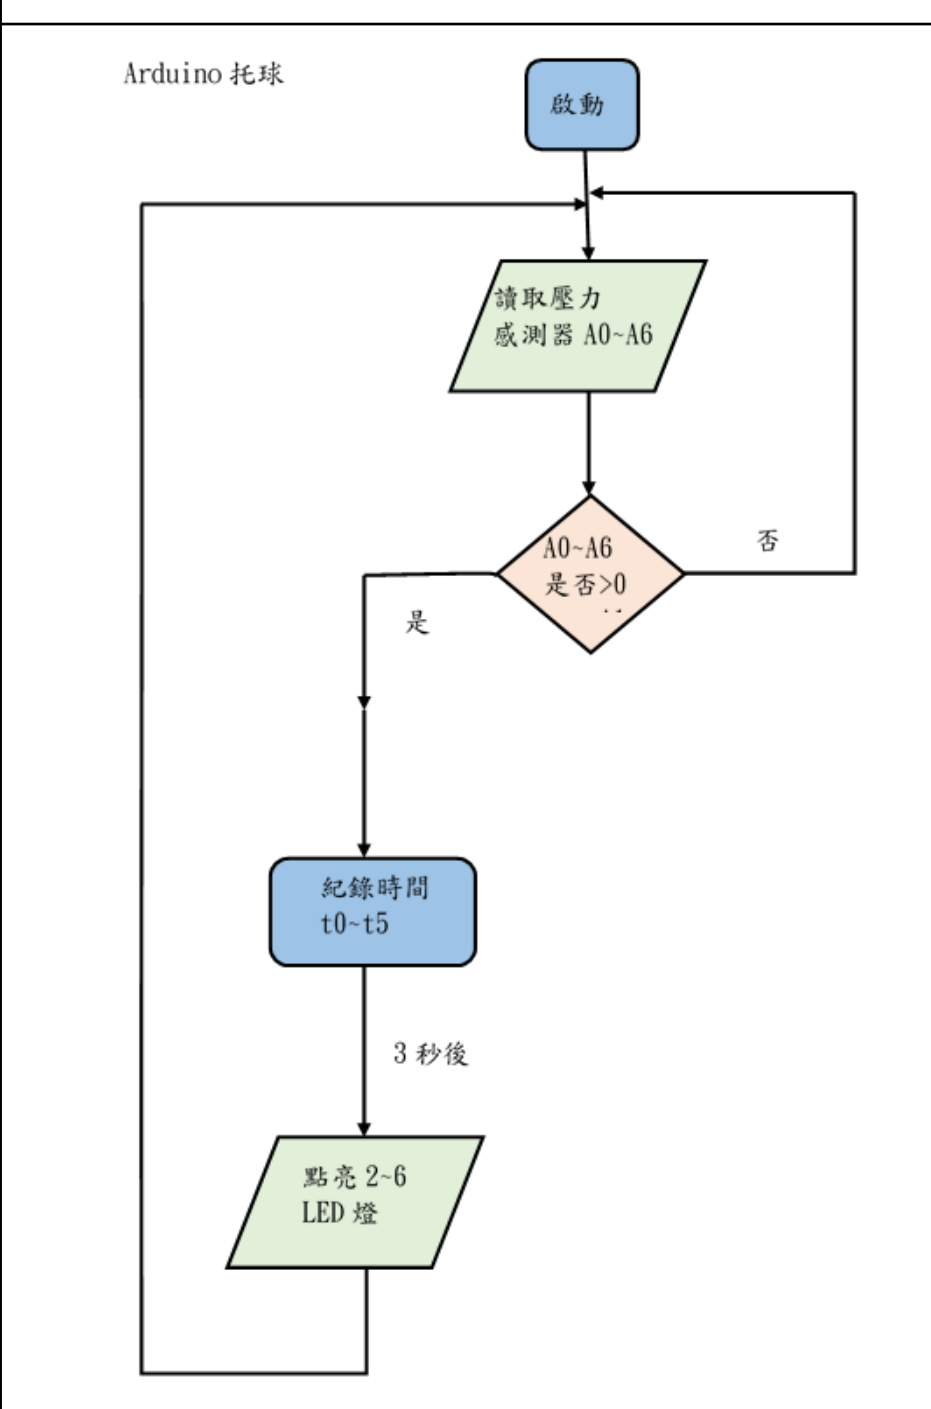 Arduino 托球
啟動
讀取壓力
感測器 A0~A6
A0~A6
是否>0
否
是
紀錄時間
t0~t5
3 秒後
點亮 2~6
LED 燈